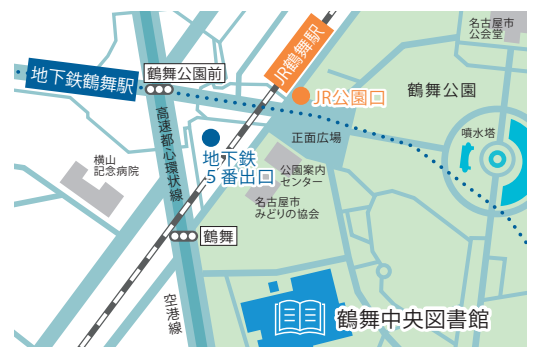 名古屋市
公会堂
JR鶴舞駅
地下鉄鶴舞駅
鶴舞公園前
JR公園口
鶴舞公園
高速都心環状線
正面広場
噴水塔
横山
記念病院
地下鉄
5番出口
公園案内
センター
名古屋市
みどりの協会
鶴舞
空港線
鶴舞中央図書館